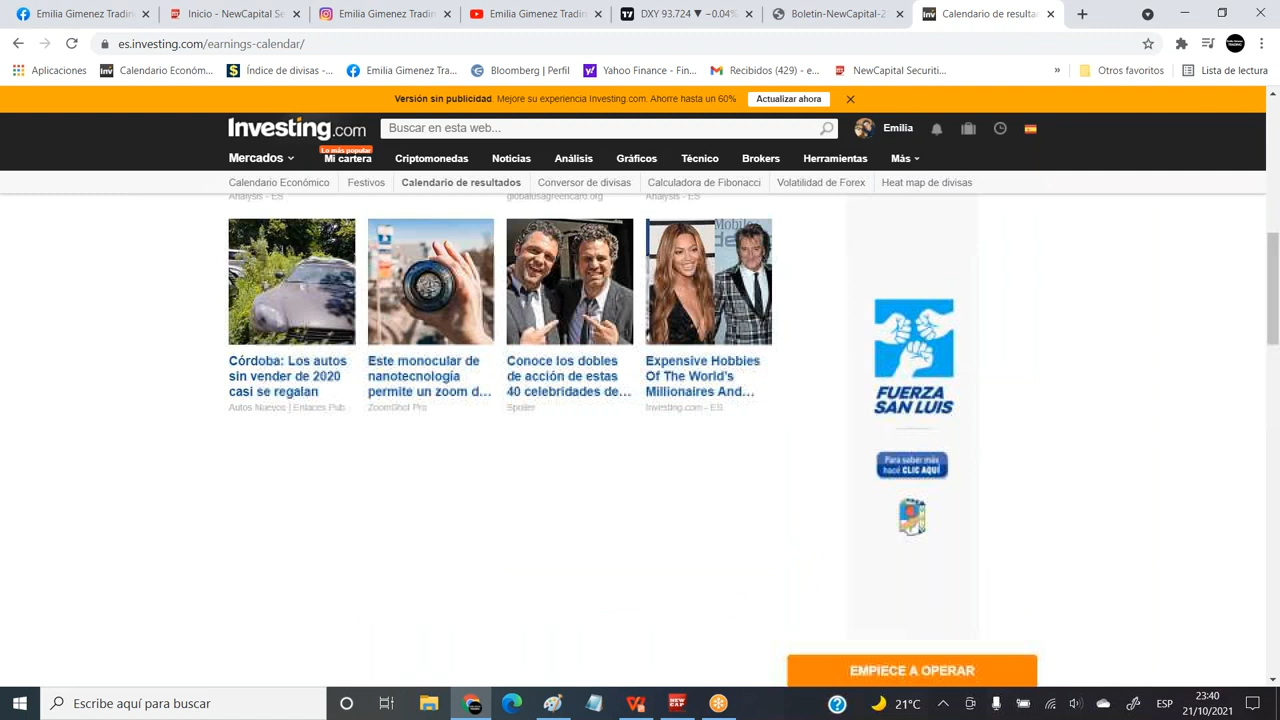 Emilia Gimenez Tradin
Inicio - NewCapital Se
Emilia Gimenez Tradin
Emilia Gimenez Tradin
DXY 93.724 ▼ −0.04%
Boletin-NewCapital-2
Calendario de resulta
es.investing.com/earnings-calendar/
Aplicaciones
Calendario Económ...
Índice de divisas -...
Emilia Gimenez Tra...
Bloomberg | Perfil
Yahoo Finance - Fin...
Recibidos (429) - e...
NewCapital Securiti...
»
Otros favoritos
Lista de lectura
Versión sin publicidad. Mejore su experiencia Investing.com. Ahorre hasta un 60%
Actualizar ahora
Investing.com
Buscar en esta web...
Emilia
Lo más popular
Mercados
Mi cartera
Criptomonedas
Noticias
Análisis
Gráficos
Técnico
Brokers
Herramientas
Más
Calendario Económico
Festivos
Calendario de resultados
Conversor de divisas
Calculadora de Fibonacci
Volatilidad de Forex
Heat map de divisas
Analysis - ES
globalusagreencard.org
Analysis - ES
Córdoba: Los autos
sin vender de 2020
casi se regalan
Autos Nuevos | Enlaces Pub
Este monocular de
nanotecnología
permite un zoom d...
ZoomShot Pro
Conoce los dobles
de acción de estas
40 celebridades de...
Spoiler
Expensive Hobbies
Of The World's
Millionaires And...
Investing.com - ES
FUERZA
SAN LUIS
Para saber más
hacé CLIC AQUÍ
EMPIECE A OPERAR
Escribe aquí para buscar
NEW
CAP
21°C
ESP
23:40
21/10/2021